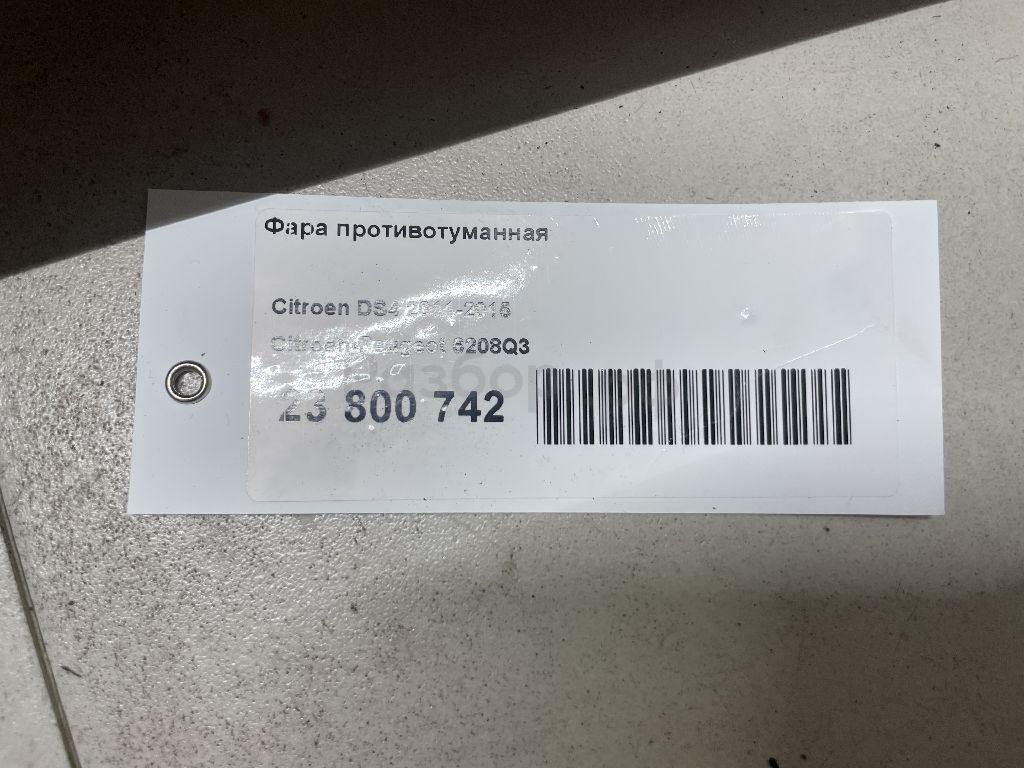 Фара противотуманная
Citroen DS4 2011-2015
Citroen-Peugeot 6208Q3
23 800 742